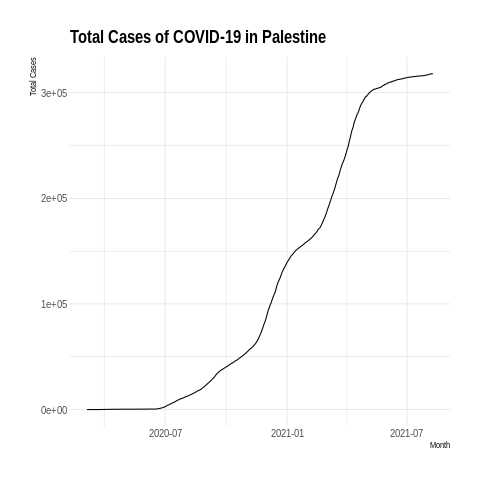 Total Cases of COVID-19 in Palestine
Total Cases
3e+05
2e+05
1e+05
0e+00
2020-07 2021-01 2021-07
Month